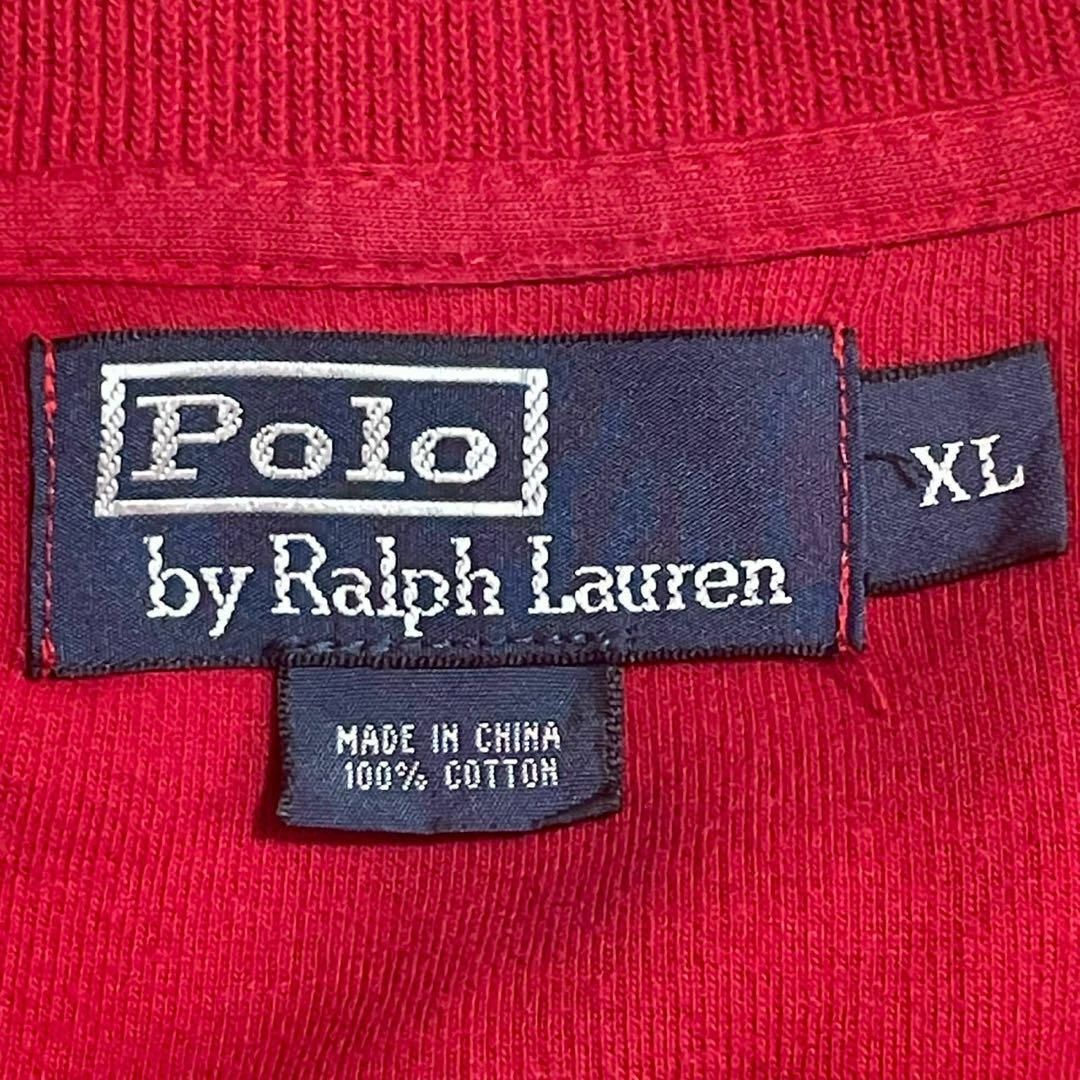 Polo
by Ralph Lauren
XL
MADE IN CHINA
100% COTTON